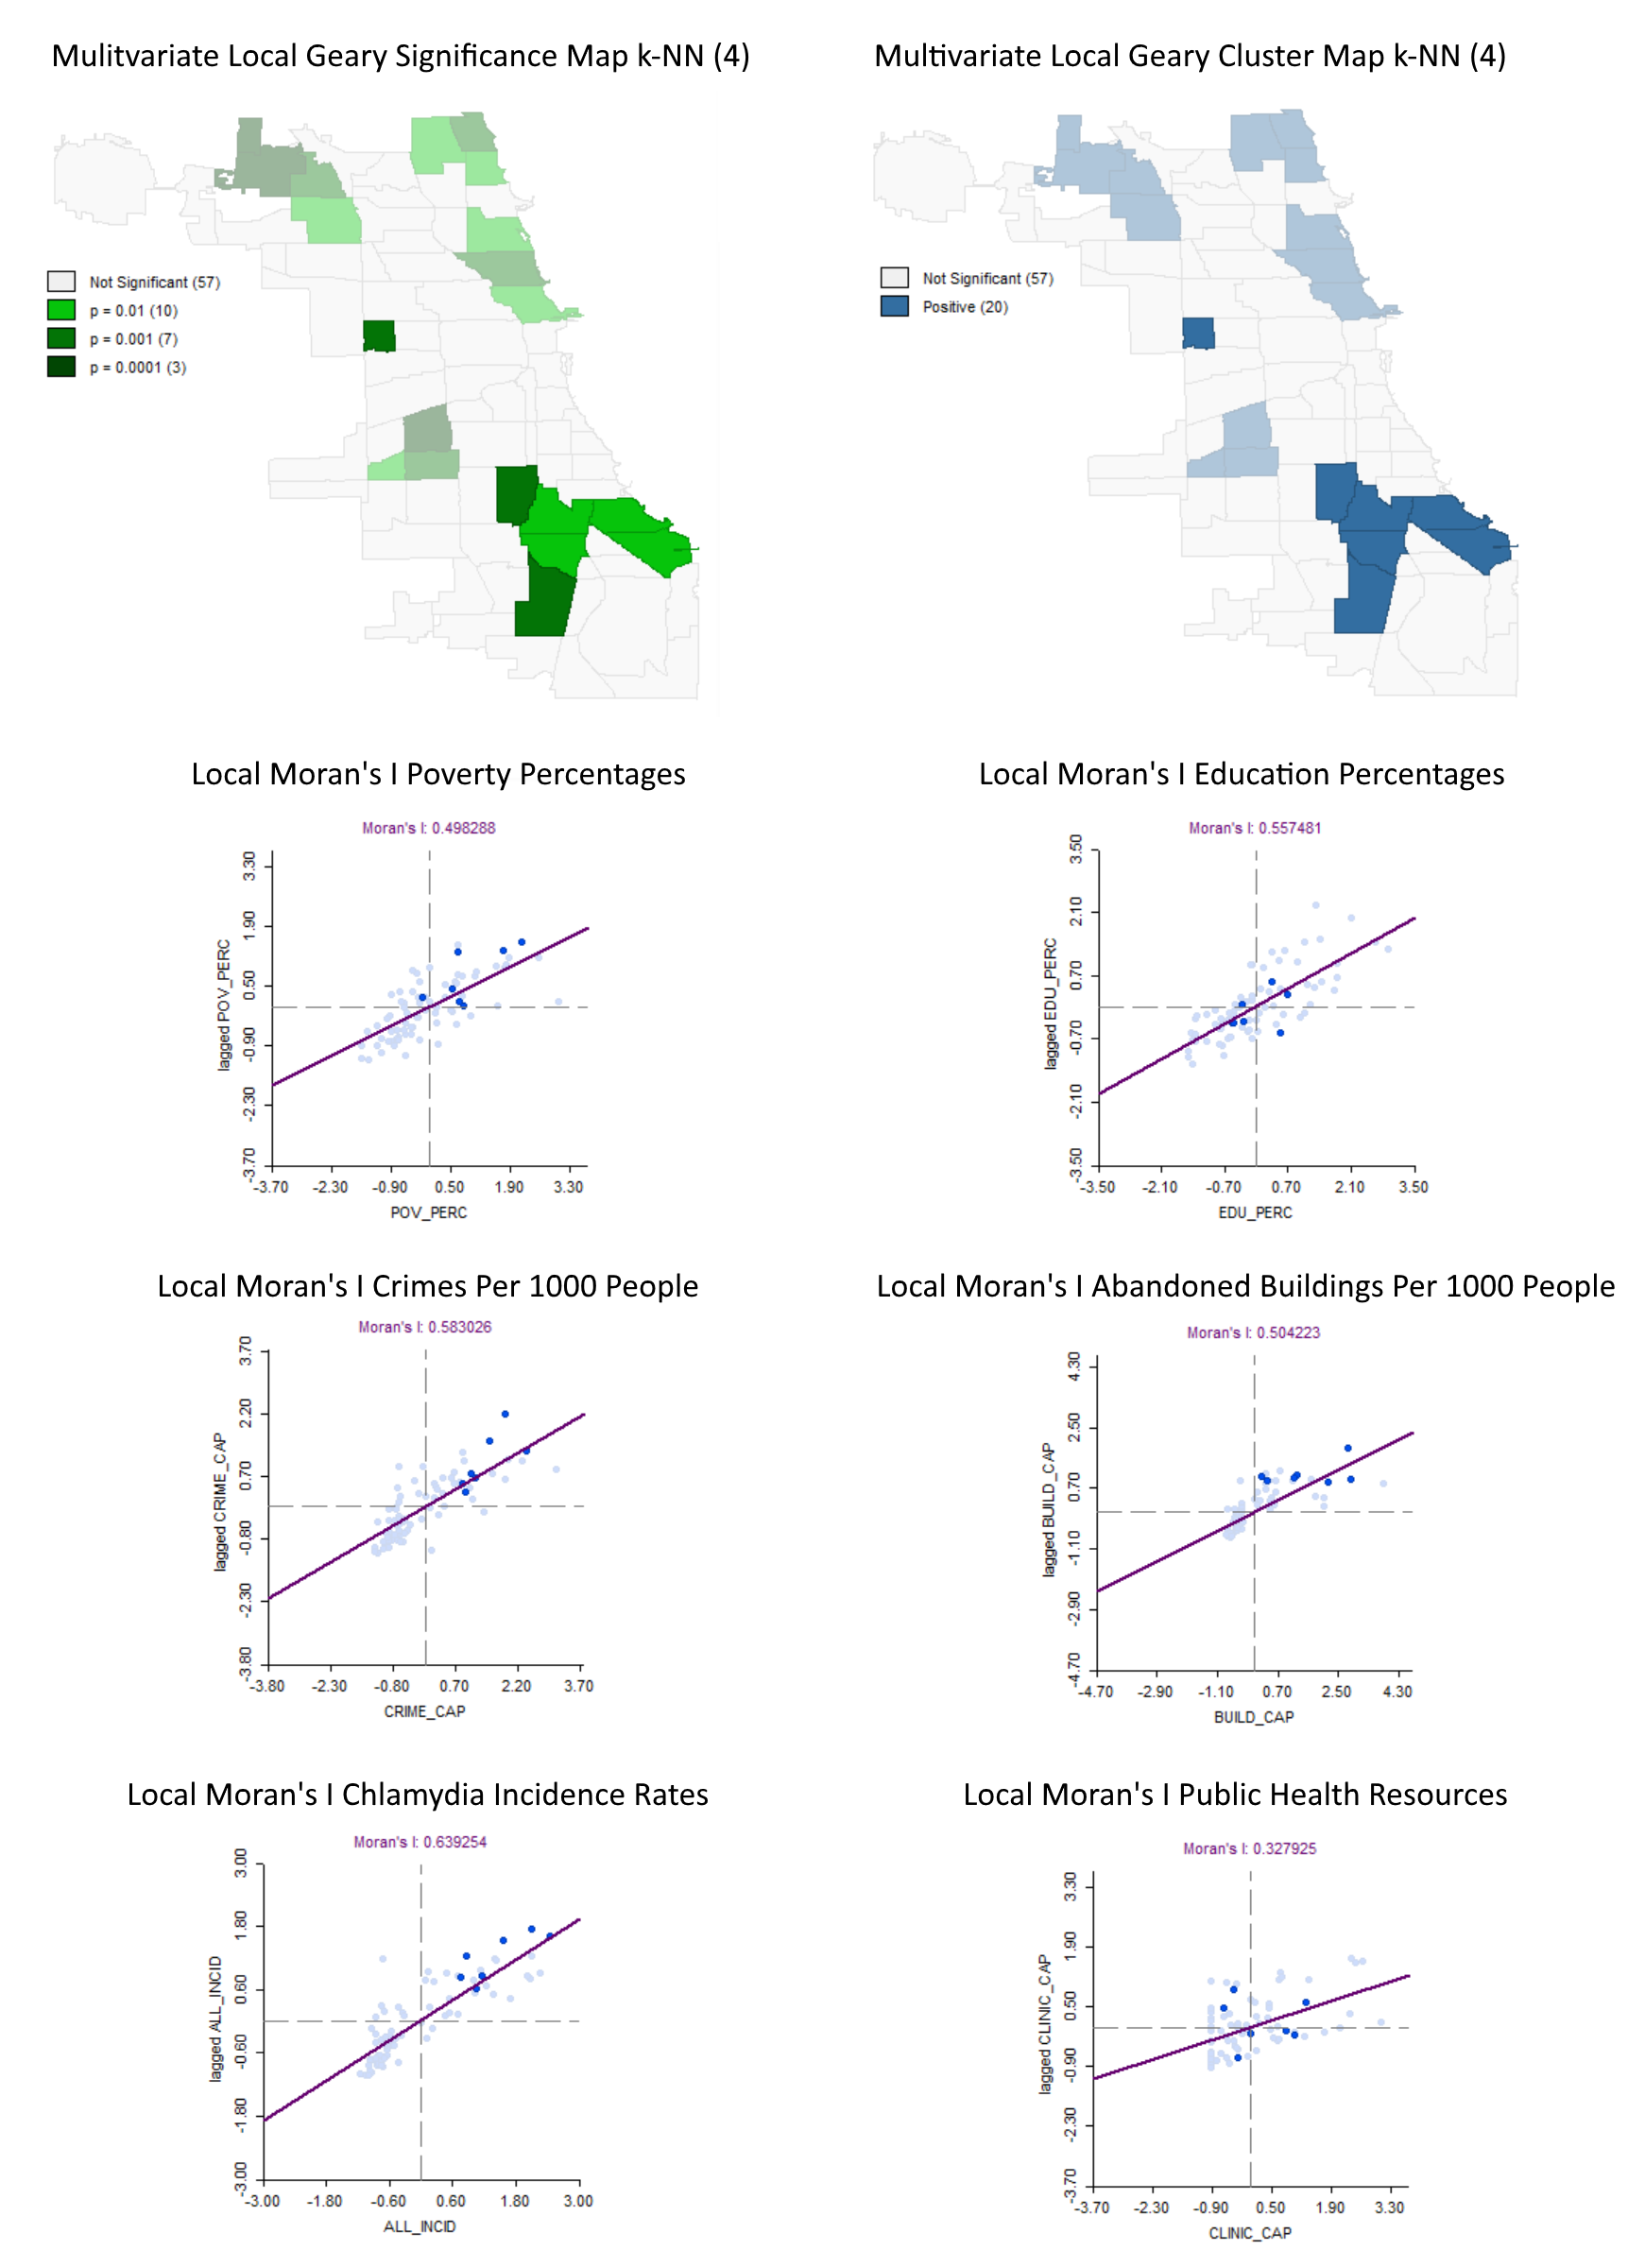 Mulitvariate Local Geary Significance Map k-NN (4)
Multivariate Local Geary Cluster Map k-NN (4)
Not Significant (57)
p = 0.01 (10)
p = 0.001 (7)
p = 0.0001 (3)
Not Significant (57)
Positive (20)
Local Moran's I Poverty Percentages
Moran's I: 0.498288
lagged POV_PERC
3.30
1.90
0.50
-0.90
-2.30
-3.70
-3.70 -2.30 -0.90 0.50 1.90 3.30
POV_PERC
Local Moran's I Education Percentages
Moran's I: 0.557481
lagged EDU_PERC
3.50
2.10
0.70
-0.70
-2.10
-3.50
-3.50 -2.10 -0.70 0.70 2.10 3.50
EDU_PERC
Local Moran's I Crimes Per 1000 People
Moran's I: 0.583026
lagged CRIME_CAP
3.70
2.20
0.70
-0.80
-2.30
-3.80
-3.80 -2.30 -0.80 0.70 2.20 3.70
CRIME_CAP
Local Moran's I Abandoned Buildings Per 1000 People
Moran's I: 0.504223
lagged BUILD_CAP
4.30
2.50
0.70
-1.10
-2.90
-4.70
-4.70 -2.90 -1.10 0.70 2.50 4.30
BUILD_CAP
Local Moran's I Chlamydia Incidence Rates
Moran's I: 0.639254
lagged ALL_INCID
3.00
1.80
0.60
-0.60
-1.80
-3.00
-3.00 -1.80 -0.60 0.60 1.80 3.00
ALL_INCID
Local Moran's I Public Health Resources
Moran's I: 0.327925
lagged CLINIC_CAP
3.30
1.90
0.50
-0.90
-2.30
-3.70
-3.70 -2.30 -0.90 0.50 1.90 3.30
CLINIC_CAP